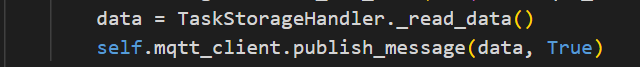 data = TaskStorageHandler._read_data()
self.mqtt_client.publish_message(data, True)